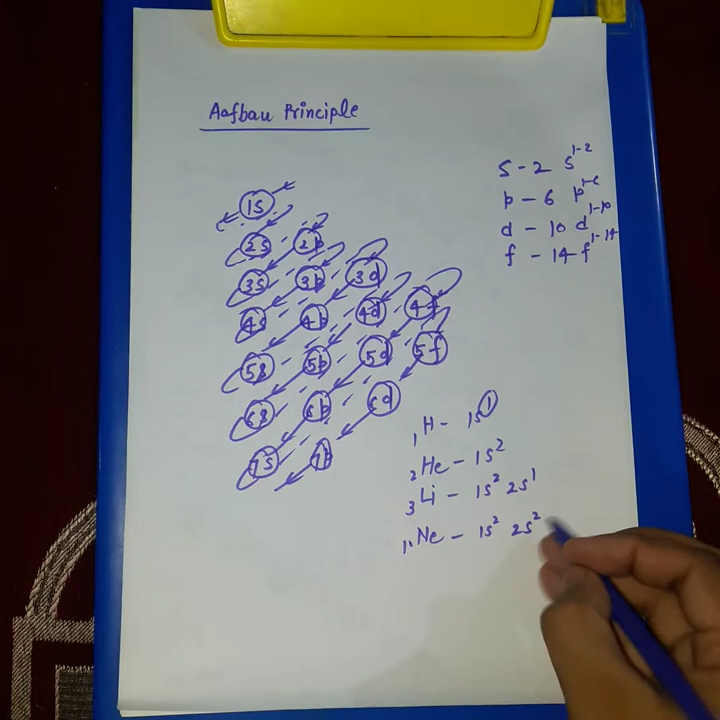 Aafbau Principle
s - 2 s¹⁻²
p - 6 p¹⁻⁶
d - 10 d¹⁻¹⁰
f - 14 f¹⁻¹⁴
1s
2s 2p
3s 3p 3d
4s 4p 4d 4f
5s 5p 5d 5f
6s 6p 6d
7s 7p
₁H - 1s¹
₂He - 1s²
₃Li - 1s² 2s¹
Ne - 1s² 2s²